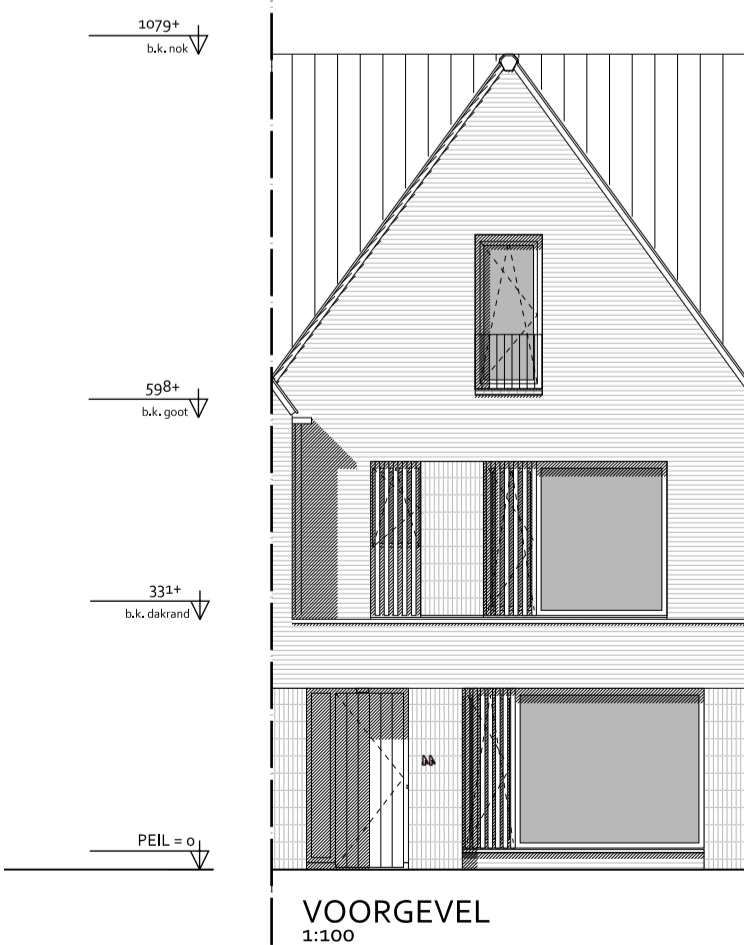 1079+
b.k. nok
598+
b.k. goot
331+
b.k. dakrand
PEIL = 0
VOORGEVEL
1:100